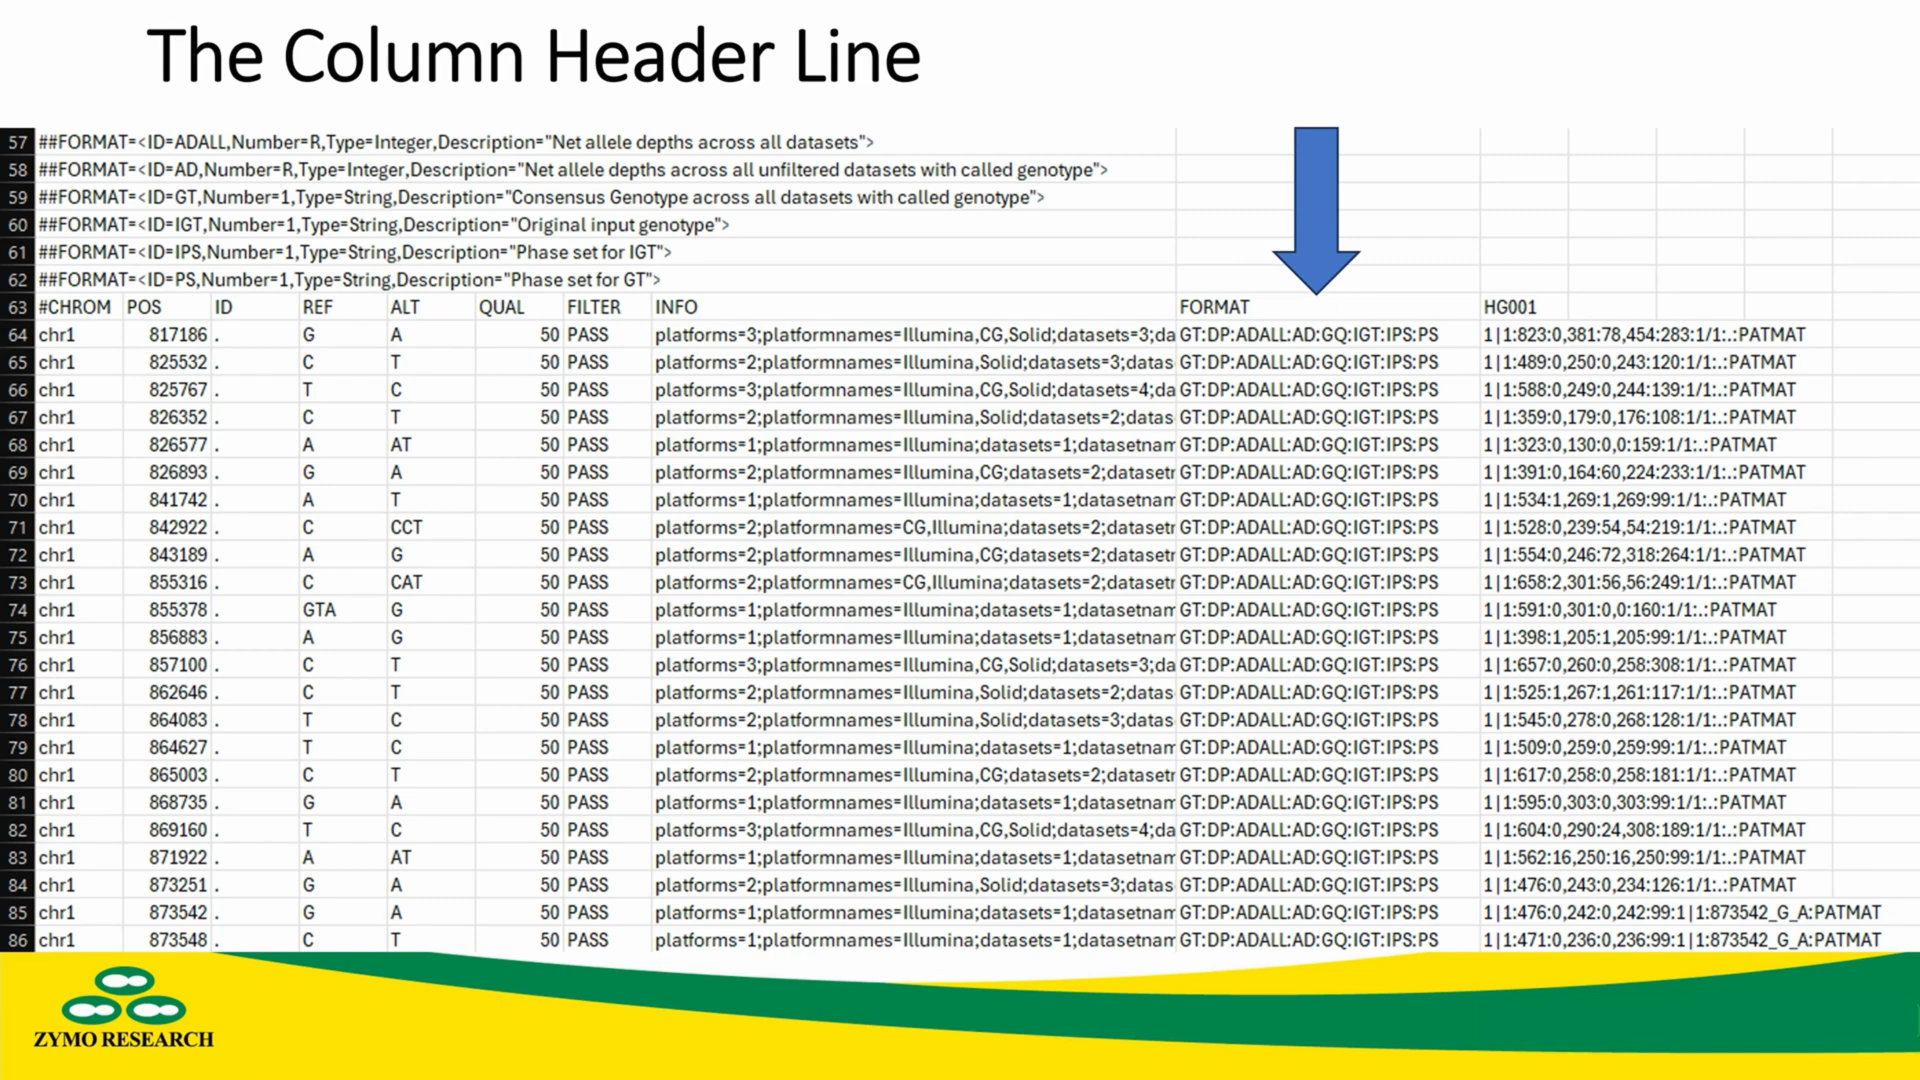 The Column Header Line
57 ##FORMAT=<ID=ADALL,Number=R,Type=Integer,Description="Net allele depths across all datasets">
58 ##FORMAT=<ID=AD,Number=R,Type=Integer,Description="Net allele depths across all unfiltered datasets with called genotype">
59 ##FORMAT=<ID=GT,Number=1,Type=String,Description="Consensus Genotype across all datasets with called genotype">
60 ##FORMAT=<ID=IGT,Number=1,Type=String,Description="Original input genotype">
61 ##FORMAT=<ID=IPS,Number=1,Type=String,Description="Phase set for IGT">
62 ##FORMAT=<ID=PS,Number=1,Type=String,Description="Phase set for GT">
63 #CHROM POS ID REF ALT QUAL FILTER INFO FORMAT HG001
64 chr1 817186 . G A 50 PASS platforms=3;platformnames=Illumina,CG,Solid;datasets=3;da GT:DP:ADALL:AD:GQ:IGT:IPS:PS 1|1:823:0,381:78,454:283:1/1:.:PATMAT
65 chr1 825532 . C T 50 PASS platforms=2;platformnames=Illumina,Solid;datasets=3;datas GT:DP:ADALL:AD:GQ:IGT:IPS:PS 1|1:489:0,250:0,243:120:1/1:.:PATMAT
66 chr1 825767 . T C 50 PASS platforms=3;platformnames=Illumina,CG,Solid;datasets=4;da GT:DP:ADALL:AD:GQ:IGT:IPS:PS 1|1:588:0,249:0,244:139:1/1:.:PATMAT
67 chr1 826352 . C T 50 PASS platforms=2;platformnames=Illumina,Solid;datasets=2;datas GT:DP:ADALL:AD:GQ:IGT:IPS:PS 1|1:359:0,179:0,176:108:1/1:.:PATMAT
68 chr1 826577 . A AT 50 PASS platforms=1;platformnames=Illumina;datasets=1;datasetnam GT:DP:ADALL:AD:GQ:IGT:IPS:PS 1|1:323:0,130:0,0:159:1/1:.:PATMAT
69 chr1 826893 . G A 50 PASS platforms=2;platformnames=Illumina,CG;datasets=2;datasetr GT:DP:ADALL:AD:GQ:IGT:IPS:PS 1|1:391:0,164:60,224:233:1/1:.:PATMAT
70 chr1 841742 . A T 50 PASS platforms=1;platformnames=Illumina;datasets=1;datasetnam GT:DP:ADALL:AD:GQ:IGT:IPS:PS 1|1:534:1,269:1,269:99:1/1:.:PATMAT
71 chr1 842922 . C CCT 50 PASS platforms=2;platformnames=CG,Illumina;datasets=2;datasetr GT:DP:ADALL:AD:GQ:IGT:IPS:PS 1|1:528:0,239:54,54:219:1/1:.:PATMAT
72 chr1 843189 . A G 50 PASS platforms=2;platformnames=Illumina,CG;datasets=2;datasetr GT:DP:ADALL:AD:GQ:IGT:IPS:PS 1|1:554:0,246:72,318:264:1/1:.:PATMAT
73 chr1 855316 . C CAT 50 PASS platforms=2;platformnames=CG,Illumina;datasets=2;datasetr GT:DP:ADALL:AD:GQ:IGT:IPS:PS 1|1:658:2,301:56,56:249:1/1:.:PATMAT
74 chr1 855378 . GTA G 50 PASS platforms=1;platformnames=Illumina;datasets=1;datasetnam GT:DP:ADALL:AD:GQ:IGT:IPS:PS 1|1:591:0,301:0,0:160:1/1:.:PATMAT
75 chr1 856883 . A G 50 PASS platforms=1;platformnames=Illumina;datasets=1;datasetnam GT:DP:ADALL:AD:GQ:IGT:IPS:PS 1|1:398:1,205:1,205:99:1/1:.:PATMAT
76 chr1 857100 . C T 50 PASS platforms=3;platformnames=Illumina,CG,Solid;datasets=3;da GT:DP:ADALL:AD:GQ:IGT:IPS:PS 1|1:657:0,260:0,258:308:1/1:.:PATMAT
77 chr1 862646 . C T 50 PASS platforms=2;platformnames=Illumina,Solid;datasets=2;datas GT:DP:ADALL:AD:GQ:IGT:IPS:PS 1|1:525:1,267:1,261:117:1/1:.:PATMAT
78 chr1 864083 . T C 50 PASS platforms=2;platformnames=Illumina,Solid;datasets=3;datas GT:DP:ADALL:AD:GQ:IGT:IPS:PS 1|1:545:0,278:0,268:128:1/1:.:PATMAT
79 chr1 864627 . T C 50 PASS platforms=1;platformnames=Illumina;datasets=1;datasetnam GT:DP:ADALL:AD:GQ:IGT:IPS:PS 1|1:509:0,259:0,259:99:1/1:.:PATMAT
80 chr1 865003 . C T 50 PASS platforms=2;platformnames=Illumina,CG;datasets=2;datasetr GT:DP:ADALL:AD:GQ:IGT:IPS:PS 1|1:617:0,258:0,258:181:1/1:.:PATMAT
81 chr1 868735 . G A 50 PASS platforms=1;platformnames=Illumina;datasets=1;datasetnam GT:DP:ADALL:AD:GQ:IGT:IPS:PS 1|1:595:0,303:0,303:99:1/1:.:PATMAT
82 chr1 869160 . T C 50 PASS platforms=3;platformnames=Illumina,CG,Solid;datasets=4;da GT:DP:ADALL:AD:GQ:IGT:IPS:PS 1|1:604:0,290:24,308:189:1/1:.:PATMAT
83 chr1 871922 . A AT 50 PASS platforms=1;platformnames=Illumina;datasets=1;datasetnam GT:DP:ADALL:AD:GQ:IGT:IPS:PS 1|1:562:16,250:16,250:99:1/1:.:PATMAT
84 chr1 873251 . G A 50 PASS platforms=2;platformnames=Illumina,Solid;datasets=3;datas GT:DP:ADALL:AD:GQ:IGT:IPS:PS 1|1:476:0,243:0,234:126:1/1:.:PATMAT
85 chr1 873542 . G A 50 PASS platforms=1;platformnames=Illumina;datasets=1;datasetnam GT:DP:ADALL:AD:GQ:IGT:IPS:PS 1|1:476:0,242:0,242:99:1|1:873542_G_A:PATMAT
86 chr1 873548 . C T 50 PASS platforms=1;platformnames=Illumina;datasets=1;datasetnam GT:DP:ADALL:AD:GQ:IGT:IPS:PS 1|1:471:0,236:0,236:99:1|1:873542_G_A:PATMAT
ZYMO RESEARCH